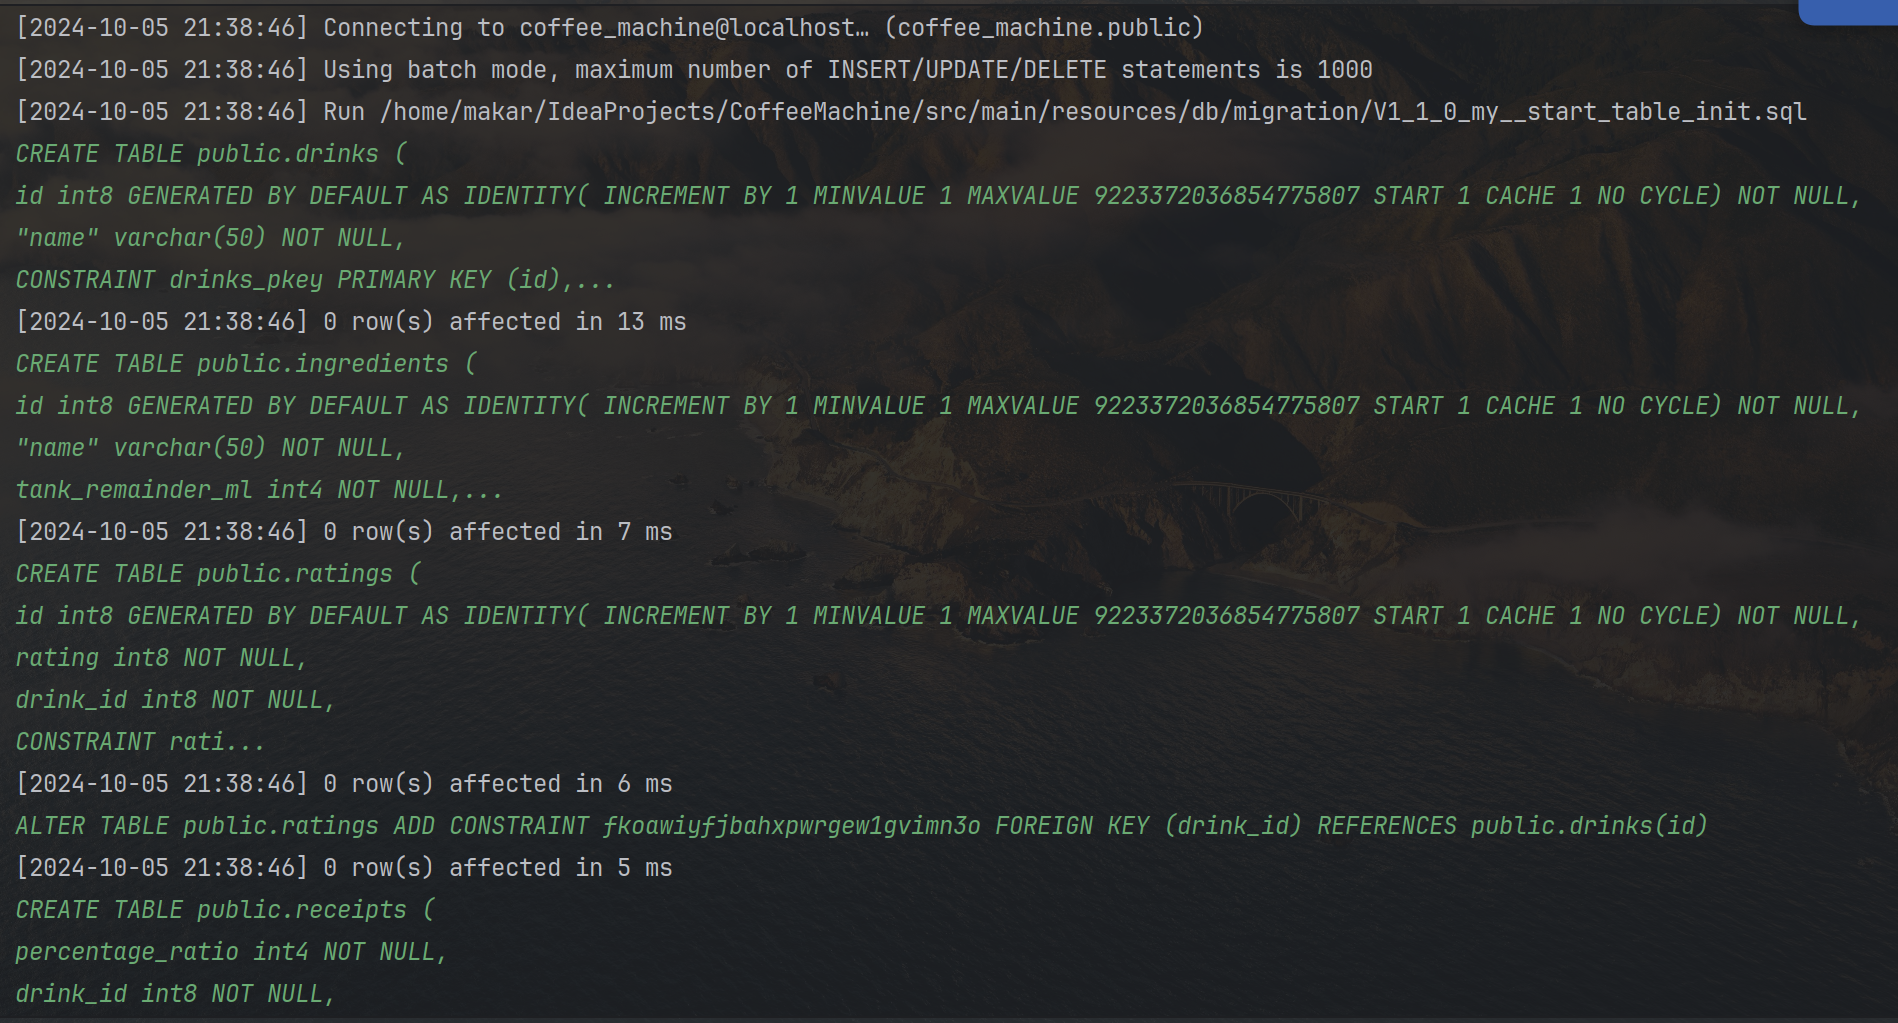 [2024-10-05 21:38:46] Connecting to coffee_machine@localhost… (coffee_machine.public)
[2024-10-05 21:38:46] Using batch mode, maximum number of INSERT/UPDATE/DELETE statements is 1000
[2024-10-05 21:38:46] Run /home/makar/IdeaProjects/CoffeeMachine/src/main/resources/db/migration/V1_1_0_my__start_table_init.sql
CREATE TABLE public.drinks (
id int8 GENERATED BY DEFAULT AS IDENTITY( INCREMENT BY 1 MINVALUE 1 MAXVALUE 9223372036854775807 START 1 CACHE 1 NO CYCLE) NOT NULL,
"name" varchar(50) NOT NULL,
CONSTRAINT drinks_pkey PRIMARY KEY (id),...
[2024-10-05 21:38:46] 0 row(s) affected in 13 ms
CREATE TABLE public.ingredients (
id int8 GENERATED BY DEFAULT AS IDENTITY( INCREMENT BY 1 MINVALUE 1 MAXVALUE 9223372036854775807 START 1 CACHE 1 NO CYCLE) NOT NULL,
"name" varchar(50) NOT NULL,
tank_remainder_ml int4 NOT NULL,...
[2024-10-05 21:38:46] 0 row(s) affected in 7 ms
CREATE TABLE public.ratings (
id int8 GENERATED BY DEFAULT AS IDENTITY( INCREMENT BY 1 MINVALUE 1 MAXVALUE 9223372036854775807 START 1 CACHE 1 NO CYCLE) NOT NULL,
rating int8 NOT NULL,
drink_id int8 NOT NULL,
CONSTRAINT rati...
[2024-10-05 21:38:46] 0 row(s) affected in 6 ms
ALTER TABLE public.ratings ADD CONSTRAINT fkoawiyfjbahxpwrgew1gvimn3o FOREIGN KEY (drink_id) REFERENCES public.drinks(id)
[2024-10-05 21:38:46] 0 row(s) affected in 5 ms
CREATE TABLE public.receipts (
percentage_ratio int4 NOT NULL,
drink_id int8 NOT NULL,